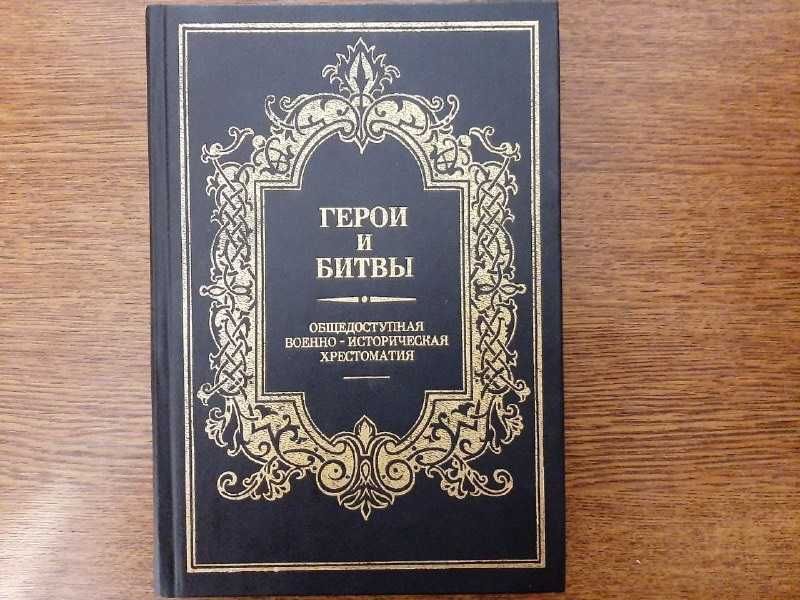 ГЕРОИ
И
БИТВЫ
ОБЩЕДОСТУПНАЯ
ВОЕННО - ИСТОРИЧЕСКАЯ
ХРЕСТОМАТИЯ